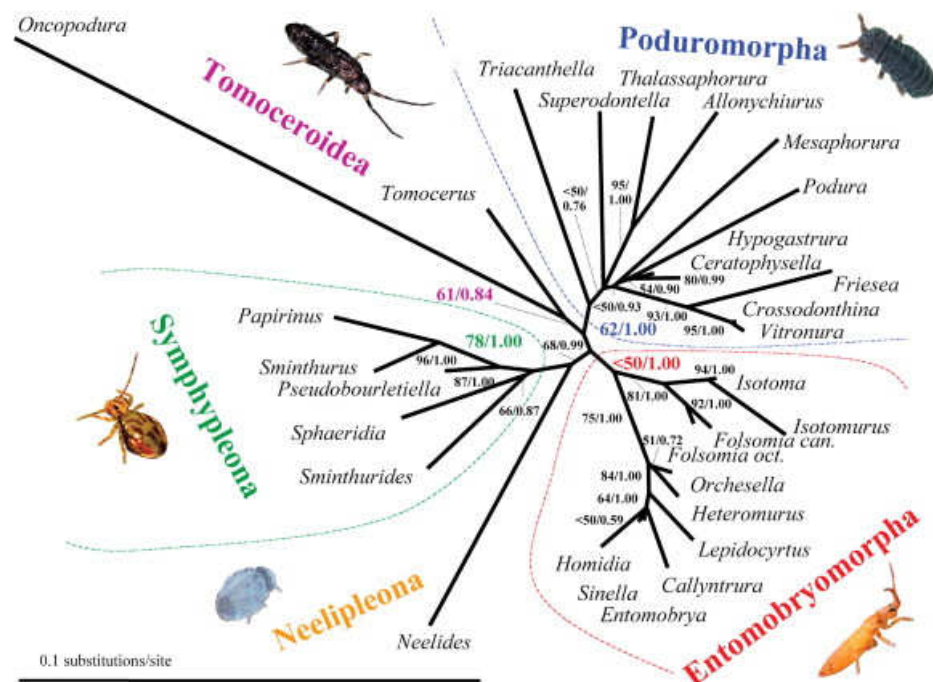 Oncopodura
Poduromorpha
Tomoceroidea
Triacanthella
Thalassaphorura
Superodontella
Allonychiurus
Mesaphorura
Podura
Tomocerus
<50/
0.76
95/
1.00
Hypogastrura
Ceratophysella
80/0.99
54/0.90
Friesea
<50/0.93
93/1.00
Crossodonthina
95/1.00
Vitronura
61/0.84
62/1.00
Symphypleona
Papirinus
78/1.00
68/0.99
<50/1.00
Sminthurus
96/1.00
Pseudobourletiella
87/1.00
94/1.00
Isotoma
81/1.00
92/1.00
66/0.87
75/1.00
Sphaeridia
Isotomurus
Folsomia can.
51/0.72
Folsomia oct.
Sminthurides
84/1.00
Orchesella
64/1.00
Heteromurus
<50/0.59
Lepidocyrtus
Homidia
Callyntrura
Sinella
Entomobrya
Neelipleona
Neelides
Entomobryomorpha
0.1 substitutions/site